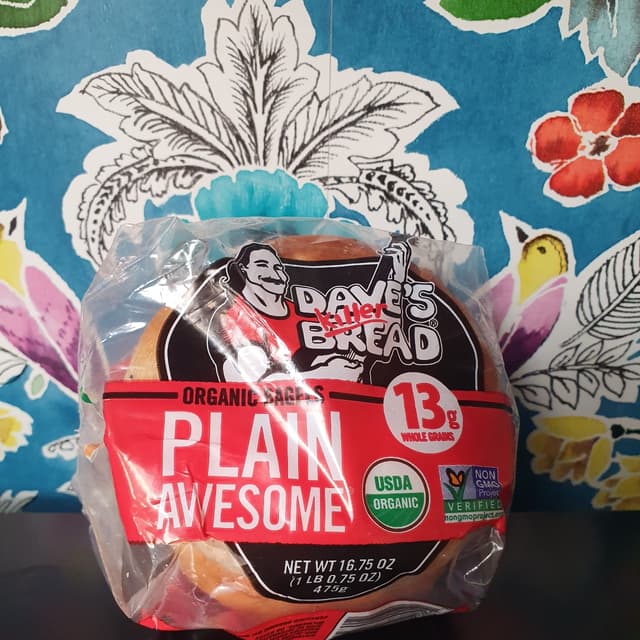 DAVE'S
Killer
BREAD®
ORGANIC BAGELS
PLAIN
AWESOME
13g
WHOLE GRAINS
USDA
ORGANIC
NON
GMO
Project
VERIFIED
nongmoproject.org
NET WT 16.75 OZ
(1 LB 0.75 OZ)
475g